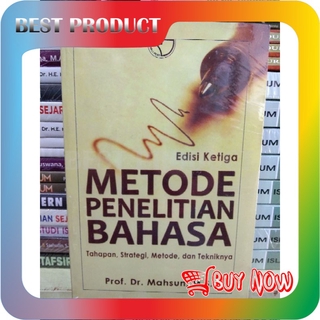 BEST PRODUCT
Edisi Ketiga
METODE
PENELITIAN
BAHASA
Tahapan, Strategi, Metode, dan Tekniknya
Prof. Dr. Mahsun
BUY NOW